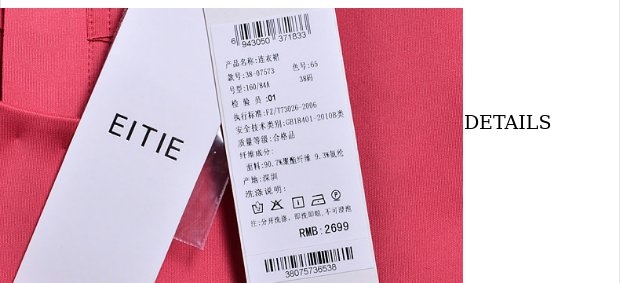 6 943050 371833
产品名称:连衣裙
款号:38-07573 色号:65
号型:160/84A 38码
检 验 员:01
执行标准:FZ/T73026-2006
安全技术类别:GB18401-2010B类
质量等级:合格品
纤维成分:
面料:90.7%聚酯纤维 9.3%氨纶
产地:深圳
洗涤说明:
注:分开洗涤, 即洗即晾, 不可浸泡
RMB:2699
38075736538
EITIE
DETAILS